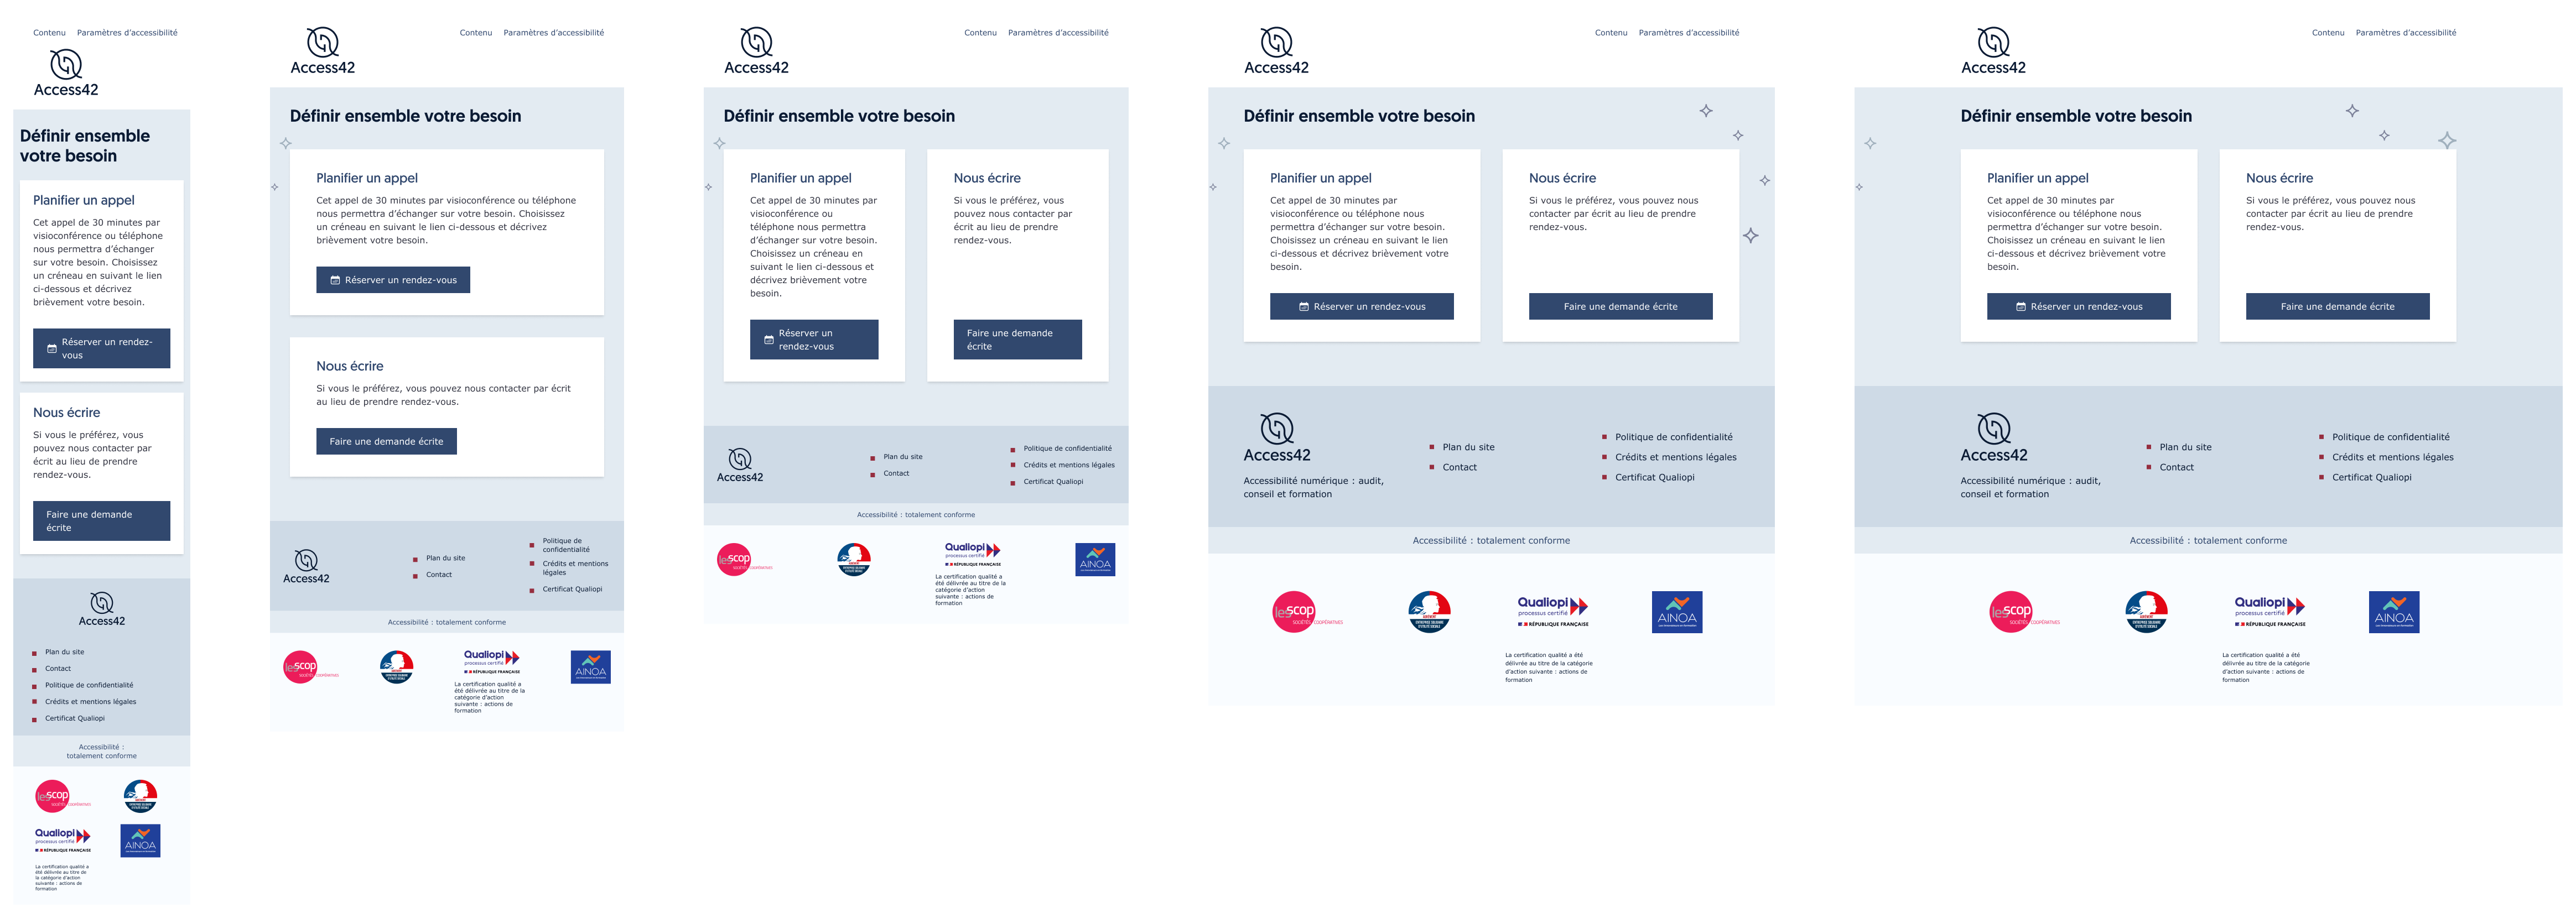 Contenu Paramètres d’accessibilité
Access42
Définir ensemble
votre besoin
Planifier un appel
Cet appel de 30 minutes par
visioconférence ou téléphone
nous permettra d’échanger
sur votre besoin. Choisissez
un créneau en suivant le lien
ci-dessous et décrivez
brièvement votre besoin.
Réserver un rendez-
vous
Nous écrire
Si vous le préférez, vous
pouvez nous contacter par
écrit au lieu de prendre
rendez-vous.
Faire une demande
écrite
Access42
Plan du site
Contact
Politique de confidentialité
Crédits et mentions légales
Certificat Qualiopi
Accessibilité :
totalement conforme
lesscop
SOCIÉTÉS COOPÉRATIVES
Qualiopi
processus certifié
RÉPUBLIQUE FRANÇAISE
AINOA
La certification qualité a
été délivrée au titre de
la catégorie d’action
suivante : actions de
formation
Access42
Contenu Paramètres d’accessibilité
Définir ensemble votre besoin
Planifier un appel
Cet appel de 30 minutes par visioconférence ou téléphone
nous permettra d’échanger sur votre besoin. Choisissez
un créneau en suivant le lien ci-dessous et décrivez
brièvement votre besoin.
Réserver un rendez-vous
Nous écrire
Si vous le préférez, vous pouvez nous contacter par écrit
au lieu de prendre rendez-vous.
Faire une demande écrite
Access42
Plan du site
Contact
Politique de
confidentialité
Crédits et mentions
légales
Certificat Qualiopi
Accessibilité : totalement conforme
lesscop
SOCIÉTÉS COOPÉRATIVES
Qualiopi
processus certifié
RÉPUBLIQUE FRANÇAISE
La certification qualité a
été délivrée au titre de la
catégorie d’action
suivante : actions de
formation
AINOA
Access42
Contenu Paramètres d’accessibilité
Définir ensemble votre besoin
Planifier un appel
Cet appel de 30 minutes par
visioconférence ou
téléphone nous permettra
d’échanger sur votre besoin.
Choisissez un créneau en
suivant le lien ci-dessous et
décrivez brièvement votre
besoin.
Réserver un
rendez-vous
Nous écrire
Si vous le préférez, vous
pouvez nous contacter par
écrit au lieu de prendre
rendez-vous.
Faire une demande
écrite
Access42
Plan du site
Contact
Politique de confidentialité
Crédits et mentions légales
Certificat Qualiopi
Accessibilité : totalement conforme
lesscop
SOCIÉTÉS COOPÉRATIVES
Qualiopi
processus certifié
RÉPUBLIQUE FRANÇAISE
La certification qualité a
été délivrée au titre de la
catégorie d’action
suivante : actions de
formation
AINOA
Access42
Contenu Paramètres d’accessibilité
Définir ensemble votre besoin
Planifier un appel
Cet appel de 30 minutes par
visioconférence ou téléphone nous
permettra d’échanger sur votre besoin.
Choisissez un créneau en suivant le lien
ci-dessous et décrivez brièvement votre
besoin.
Réserver un rendez-vous
Nous écrire
Si vous le préférez, vous pouvez nous
contacter par écrit au lieu de prendre
rendez-vous.
Faire une demande écrite
Access42
Accessibilité numérique : audit,
conseil et formation
Plan du site
Contact
Politique de confidentialité
Crédits et mentions légales
Certificat Qualiopi
Accessibilité : totalement conforme
lesscop
SOCIÉTÉS COOPÉRATIVES
ENTREPRISE SOLIDAIRE
D’UTILITÉ SOCIALE
Qualiopi
processus certifié
RÉPUBLIQUE FRANÇAISE
La certification qualité a été
délivrée au titre de la catégorie
d’action suivante : actions de
formation
AINOA
Access42
Contenu Paramètres d’accessibilité
Définir ensemble votre besoin
Planifier un appel
Cet appel de 30 minutes par
visioconférence ou téléphone nous
permettra d’échanger sur votre besoin.
Choisissez un créneau en suivant le lien
ci-dessous et décrivez brièvement votre
besoin.
Réserver un rendez-vous
Nous écrire
Si vous le préférez, vous pouvez nous
contacter par écrit au lieu de prendre
rendez-vous.
Faire une demande écrite
Access42
Accessibilité numérique : audit,
conseil et formation
Plan du site
Contact
Politique de confidentialité
Crédits et mentions légales
Certificat Qualiopi
Accessibilité : totalement conforme
lesscop
SOCIÉTÉS COOPÉRATIVES
ENTREPRISE SOLIDAIRE
D’UTILITÉ SOCIALE
Qualiopi
processus certifié
RÉPUBLIQUE FRANÇAISE
La certification qualité a été
délivrée au titre de la catégorie
d’action suivante : actions de
formation
AINOA